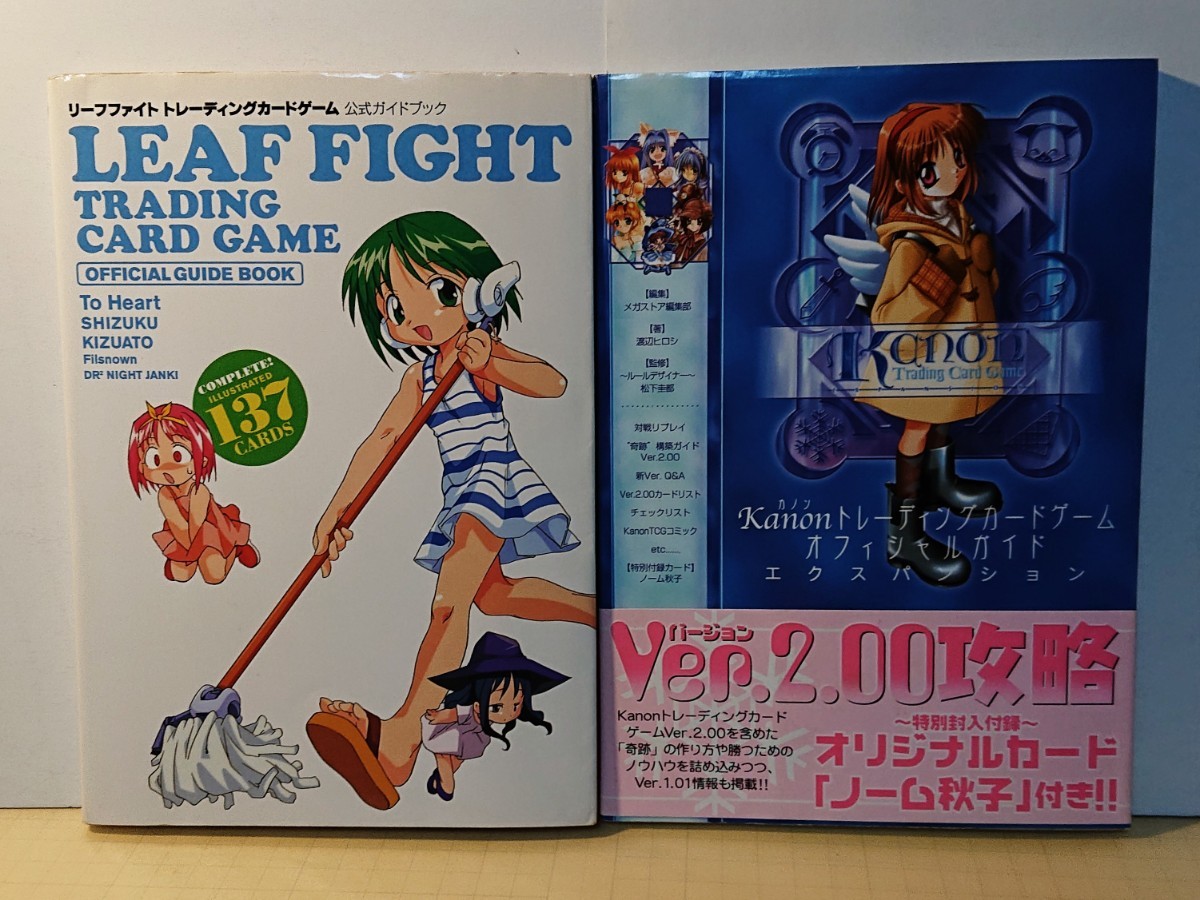 リーフファイト トレーディングカードゲーム 公式ガイドブック
LEAF FIGHT
TRADING
CARD GAME
OFFICIAL GUIDE BOOK
To Heart
SHIZUKU
KIZUATO
Filsnown
DR² NIGHT JANKI
COMPLETE!
ILLUSTRATED
137
CARDS
【編集】
メガストア編集部
【著】
渡辺ヒロシ
【監修】
～ルールデザイナー～
松下圭郎
対戦リプレイ
"奇跡" 構築ガイド
Ver.2.00
新Ver. Q&A
Ver.2.00カードリスト
チェックリスト
KanonTCGコミック
etc......
【特別付録カード】
ノーム秋子
Kanon
Trading Card Game
カノン
Kanonトレーディングカードゲーム
オフィシャルガイド
エクスパンション
バージョン
Ver.2.00攻略
KanonトレーディングカードゲームVer.2.00を含めた
「奇跡」の作り方や勝つための
ノウハウを詰め込みつつ、
Ver.1.01情報も掲載!!
～特別封入付録～
オリジナルカード
「ノーム秋子」付き!!